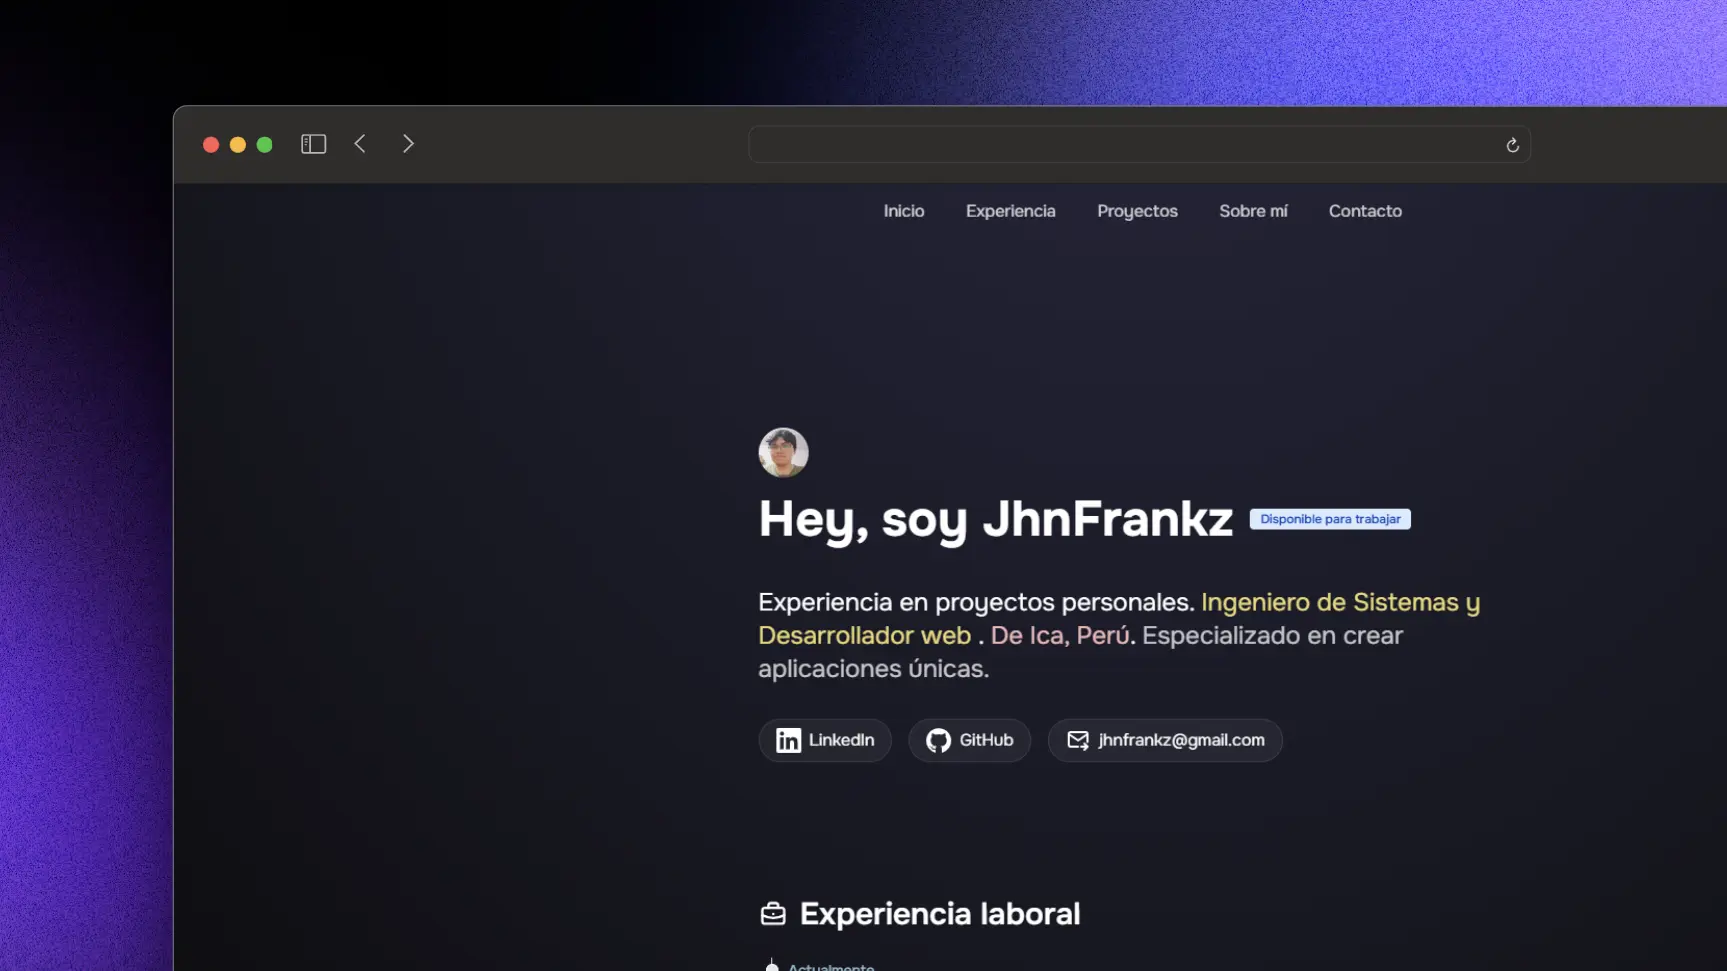 Inicio Experiencia Proyectos Sobre mí Contacto
Hey, soy JhnFrankz Disponible para trabajar
Experiencia en proyectos personales. Ingeniero de Sistemas y
Desarrollador web . De Ica, Perú. Especializado en crear
aplicaciones únicas.
LinkedIn GitHub jhnfrankz@gmail.com
Experiencia laboral
Actualmente